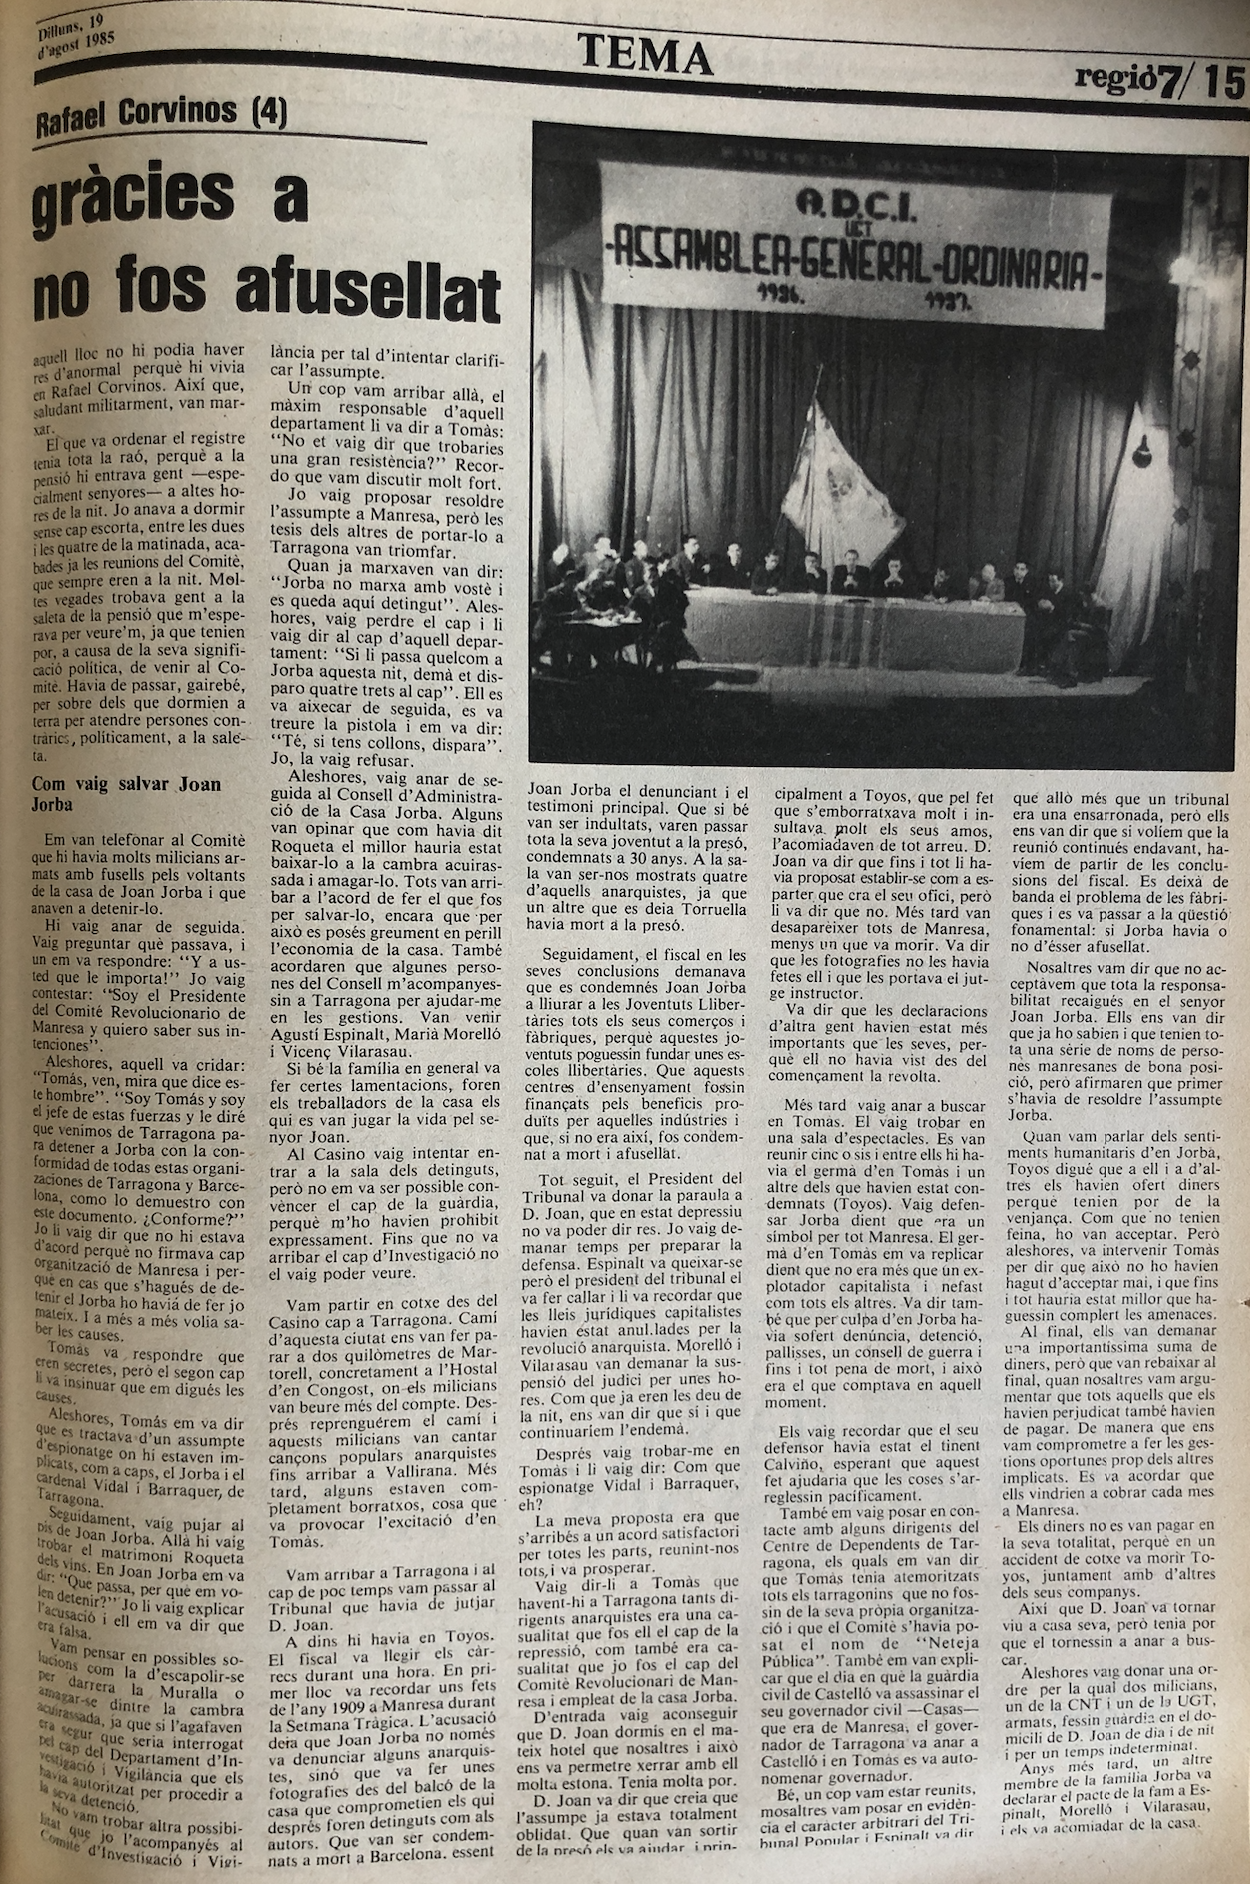 Dilluns, 19
d'agost 1985
TEMA
regió7/ 15
Rafael Corvinos (4)
gràcies a
no fos afusellat
A.D.C.I.
UGT
-ASSAMBLEA-GENERAL-ORDINARIA-
1936. 1937.
aquell lloc no hi podia haver
res d'anormal perquè hi vivia
en Rafael Corvinos. Així que,
saludant militarment, van mar-
xar.
El que va ordenar el registre
tenia tota la raó, perquè a la
pensió hi entrava gent —espe-
cialment senyores— a altes ho-
res de la nit. Jo anava a dormir
sense cap escorta, entre les dues
i les quatre de la matinada, aca-
bades ja les reunions del Comitè,
que sempre eren a la nit. Mol-
tes vegades trobava gent a la
saleta de la pensió que m'espe-
rava per veure'm, ja que tenien
por, a causa de la seva signifi-
cació política, de venir al Co-
mitè. Havia de passar, gairebé,
per sobre dels que dormien a
terra per atendre persones con-
tràries, políticament, a la sale-
ta.
Com vaig salvar Joan
Jorba
Em van telefonar al Comitè
que hi havia molts milicians ar-
mats amb fusells pels voltants
de la casa de Joan Jorba i que
anaven a detenir-lo.
Hi vaig anar de seguida.
Vaig preguntar què passava, i
un em va respondre: "Y a us-
ted que le importa!" Jo vaig
contestar: "Soy el Presidente
del Comité Revolucionario de
Manresa y quiero saber sus in-
tenciones".
Aleshores, aquell va cridar:
"Tomás, ven, mira que dice es-
te hombre". "Soy Tomás y soy
el jefe de estas fuerzas y le diré
que venimos de Tarragona pa-
ra detener a Jorba con la con-
formidad de todas estas organi-
zaciones de Tarragona y Barce-
lona, como lo demuestro con
este documento. ¿Conforme?"
Jo li vaig dir que no hi estava
d'acord perquè no firmava cap
organització de Manresa i per-
què en cas que s'hagués de de-
tenir el Jorba ho havia de fer jo
mateix. I a més a més volia sa-
ber les causes.
Tomás va respondre que
eren secretes, però el segon cap
li va insinuar que em digués les
causes.
Aleshores, Tomás em va dir
que es tractava d'un assumpte
d'espionatge on hi estaven im-
plicats, com a caps, el Jorba i el
cardenal Vidal i Barraquer, de
Tarragona.
Seguidament, vaig pujar al
pis de Joan Jorba. Allà hi vaig
trobar el matrimoni Roqueta
dels vins. En Joan Jorba em va
dir: "Que passa, per què em vo-
len detenir?" Jo li vaig explicar
l'acusació i ell em va dir que
era falsa.
Vam pensar en possibles so-
lucions com la d'escapolir-se
per darrera la Muralla o
amagar-se dintre la cambra
acuirassada, ja que si l'agafaven
era segur que seria interrogat
pel cap del Departament d'In-
vestigació i Vigilància que els
havia autoritzat per procedir a
la seva detenció.
No vam trobar altra possibi-
litat que jo l'acompanyés al
Comitè d'Investigació i Vigi-
lància per tal d'intentar clarifi-
car l'assumpte.
Un cop vam arribar allà, el
màxim responsable d'aquell
departament li va dir a Tomàs:
"No et vaig dir que trobaries
una gran resistència?" Recor-
do que vam discutir molt fort.
Jo vaig proposar resoldre
l'assumpte a Manresa, però les
tesis dels altres de portar-lo a
Tarragona van triomfar.
Quan ja marxaven van dir:
"Jorba no marxa amb vostè i
es queda aquí detingut". Ales-
hores, vaig perdre el cap i li
vaig dir al cap d'aquell depar-
tament: "Si li passa quelcom a
Jorba aquesta nit, demà et dis-
paro quatre trets al cap". Ell es
va aixecar de seguida, es va
treure la pistola i em va dir:
"Té, si tens collons, dispara".
Jo, la vaig refusar.
Aleshores, vaig anar de se-
guida al Consell d'Administra-
ció de la Casa Jorba. Alguns
van opinar que com havia dit
Roqueta el millor hauria estat
baixar-lo a la cambra acuiras-
sada i amagar-lo. Tots van arri-
bar a l'acord de fer el que fos
per salvar-lo, encara que per
això es posés greument en perill
l'economia de la casa. També
acordaren que algunes perso-
nes del Consell m'acompanyes-
sin a Tarragona per ajudar-me
en les gestions. Van venir
Agustí Espinalt, Marià Morelló
i Vicenç Vilarasau.
Si bé la família en general va
fer certes lamentacions, foren
els treballadors de la casa els
qui es van jugar la vida pel se-
nyor Joan.
Al Casino vaig intentar en-
trar a la sala dels detinguts,
però no em va ser possible con-
vèncer el cap de la guàrdia,
perquè m'ho havien prohibit
expressament. Fins que no va
arribar el cap d'Investigació no
el vaig poder veure.
Vam partir en cotxe des del
Casino cap a Tarragona. Camí
d'aquesta ciutat ens van fer pa-
rar a dos quilòmetres de Mar-
torell, concretament a l'Hostal
d'en Congost, on els milicians
van beure més del compte. Des-
prés reprenguérem el camí i
aquests milicians van cantar
cançons populars anarquistes
fins arribar a Vallirana. Més
tard, alguns estaven com-
pletament borratxos, cosa que
va provocar l'excitació d'en
Tomàs.
Vam arribar a Tarragona i al
cap de poc temps vam passar al
Tribunal que havia de jutjar
D. Joan.
A dins hi havia en Toyos.
El fiscal va llegir els càr-
recs durant una hora. En pri-
mer lloc va recordar uns fets
de l'any 1909 a Manresa durant
la Setmana Tràgica. L'acusació
deia que Joan Jorba no només
va denunciar alguns anarquis-
tes, sinó que va fer unes
fotografies des del balcó de la
casa que comprometien els qui
després foren detinguts com als
autors. Que van ser condem-
nats a mort a Barcelona. essent
Joan Jorba el denunciant i el
testimoni principal. Que si bé
van ser indultats, varen passar
tota la seva joventut a la presó,
condemnats a 30 anys. A la sa-
la van ser-nos mostrats quatre
d'aquells anarquistes, ja que
un altre que es deia Torruella
havia mort a la presó.
Seguidament, el fiscal en les
seves conclusions demanava
que es condemnés Joan Jorba
a lliurar a les Joventuts Lliber-
tàries tots els seus comerços i
fàbriques, perquè aquestes jo-
ventuts poguessin fundar unes es-
coles llibertàries. Que aquests
centres d'ensenyament fossin
finançats pels beneficis pro-
duïts per aquelles indústries i
que, si no era així, fos condem-
nat a mort i afusellat.
Tot seguit, el President del
Tribunal va donar la paraula a
D. Joan, que en estat depressiu
no va poder dir res. Jo vaig de-
manar temps per preparar la
defensa. Espinalt va queixar-se
però el president del tribunal el
va fer callar i li va recordar que
les lleis jurídiques capitalistes
havien estat anul.lades per la
revolució anarquista. Morelló i
Vilarasau van demanar la sus-
pensió del judici per unes ho-
res. Com que ja eren les deu de
la nit, ens van dir que si i que
continuaríem l'endemà.
Després vaig trobar-me en
Tomàs i li vaig dir: Com que
espionatge Vidal i Barraquer,
eh?
La meva proposta era que
s'arribés a un acord satisfactori
per totes les parts, reunint-nos
tots, i va prosperar.
Vaig dir-li a Tomàs que
havent-hi a Tarragona tants di-
rigents anarquistes era una ca-
sualitat que fos ell el cap de la
repressió, com també era ca-
sualitat que jo fos el cap del
Comitè Revolucionari de Man-
resa i empleat de la casa Jorba.
D'entrada vaig aconseguir
que D. Joan dormís en el ma-
teix hotel que nosaltres i això
ens va permetre xerrar amb ell
molta estona. Tenia molta por.
D. Joan va dir que creia que
l'assumpe ja estava totalment
oblidat. Que quan van sortir
de la presó els va ajudar, i prin-
cipalment a Toyos, que pel fet
que s'emborratxava molt i in-
sultava molt els seus amos,
l'acomiadaven de tot arreu. D.
Joan va dir que fins i tot li ha-
via proposat establir-se com a es-
parter que era el seu ofici, però
li va dir que no. Més tard van
desaparèixer tots de Manresa,
menys un que va morir. Va dir
que les fotografies no les havia
fetes ell i que les portava el jut-
ge instructor.
Va dir que les declaracions
d'altra gent havien estat més
importants que les seves, per-
què ell no havia vist des del
començament la revolta.
Més tard vaig anar a buscar
en Tomàs. El vaig trobar en
una sala d'espectacles. Es van
reunir cinc o sis i entre ells hi ha-
via el germà d'en Tomàs i un
altre dels que havien estat con-
demnats (Toyos). Vaig defen-
sar Jorba dient que era un
símbol per tot Manresa. El ger-
mà d'en Tomàs em va replicar
dient que no era més que un ex-
plotador capitalista i nefast
com tots els altres. Va dir tam-
bé que per culpa d'en Jorba ha-
via sofert denúncia, detenció,
pallisses, un consell de guerra i
fins i tot pena de mort, i això
era el que comptava en aquell
moment.
Els vaig recordar que el seu
defensor havia estat el tinent
Calviño, esperant que aquest
fet ajudaria que les coses s'ar-
reglessin pacíficament.
També em vaig posar en con-
tacte amb alguns dirigents del
Centre de Dependents de Tar-
ragona, els quals em van dir
que Tomàs tenia atemoritzats
tots els tarragonins que no fos-
sin de la seva pròpia organitza-
ció i que el Comitè s'havia po-
sat el nom de "Neteja
Pública". També em van expli-
car que el dia en què la guàrdia
civil de Castelló va assassinar el
seu governador civil —Casas—
que era de Manresa, el gover-
nador de Tarragona va anar a
Castelló i en Tomàs es va auto-
nomenar governador.
Bé, un cop vam estar reunits,
mosaltres vam posar en evidèn-
cia el caràcter arbitrari del Tri-
bunal Popular i Espinalt va dir
que allò més que un tribunal
era una ensarronada, però ells
ens van dir que si volíem que la
reunió continués endavant, ha-
víem de partir de les conclu-
sions del fiscal. Es deixà de
banda el problema de les fàbri-
ques i es va passar a la qüestió
fonamental: si Jorba havia o
no d'ésser afusellat.
Nosaltres vam dir que no ac-
ceptàvem que tota la responsa-
bilitat recaigués en el senyor
Joan Jorba. Ells ens van dir
que ja ho sabien i que tenien to-
ta una sèrie de noms de perso-
nes manresanes de bona posi-
ció, però afirmaren que primer
s'havia de resoldre l'assumpte
Jorba.
Quan vam parlar dels senti-
ments humanitaris d'en Jorba,
Toyos digué que a ell i a d'al-
tres els havien ofert diners
perquè tenien por de la
venjança. Com que no tenien
feina, ho van acceptar. Però
aleshores, va intervenir Tomàs
per dir que això no ho havien
hagut d'acceptar mai, i que fins
i tot hauria estat millor que ha-
guessin complert les amenaces.
Al final, ells van demanar
una importantíssima suma de
diners, però que van rebaixar al
final, quan nosaltres vam argu-
mentar que tots aquells que els
havien perjudicat també havien
de pagar. De manera que ens
vam comprometre a fer les ges-
tions oportunes prop dels altres
implicats. Es va acordar que
ells vindrien a cobrar cada mes
a Manresa.
Els diners no es van pagar en
la seva totalitat, perquè en un
accident de cotxe va morir To-
yos, juntament amb d'altres
dels seus companys.
Així que D. Joan va tornar
viu a casa seva, però tenia por
que el tornessin a anar a bus-
car.
Aleshores vaig donar una or-
dre per la qual dos milicians,
un de la CNT i un de la UGT,
armats, fessin guàrdia en el do-
micili de D. Joan de dia i de nit
i per un temps indeterminat.
Anys més tard, un altre
membre de la família Jorba va
declarar el pacte de la fam a Es-
pinalt, Morelló i Vilarasau,
i els va acomiadar de la casa.